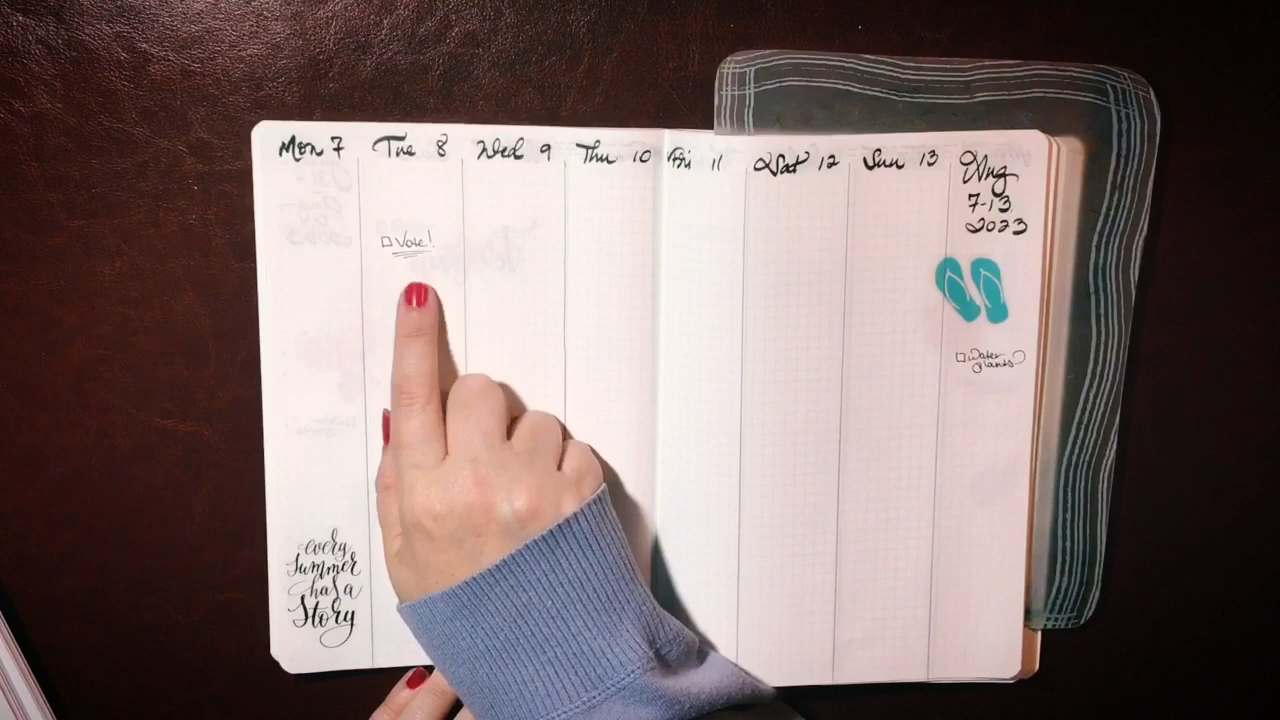 Mon 7
Tue 8
Wed 9
Thu 10
Fri 11
Sat 12
Sun 13
Aug
7-13
2023
Vote!
Water
plants
every
Summer
has a
Story